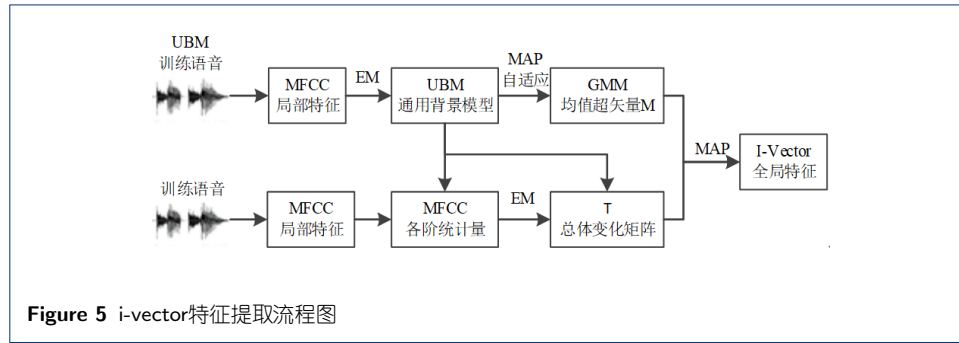 UBM
训练语音
MFCC
局部特征
EM
UBM
通用背景模型
MAP
自适应
GMM
均值超矢量M
MAP
I-Vector
全局特征
训练语音
MFCC
局部特征
MFCC
各阶统计量
EM
T
总体变化矩阵
Figure 5 i-vector特征提取流程图